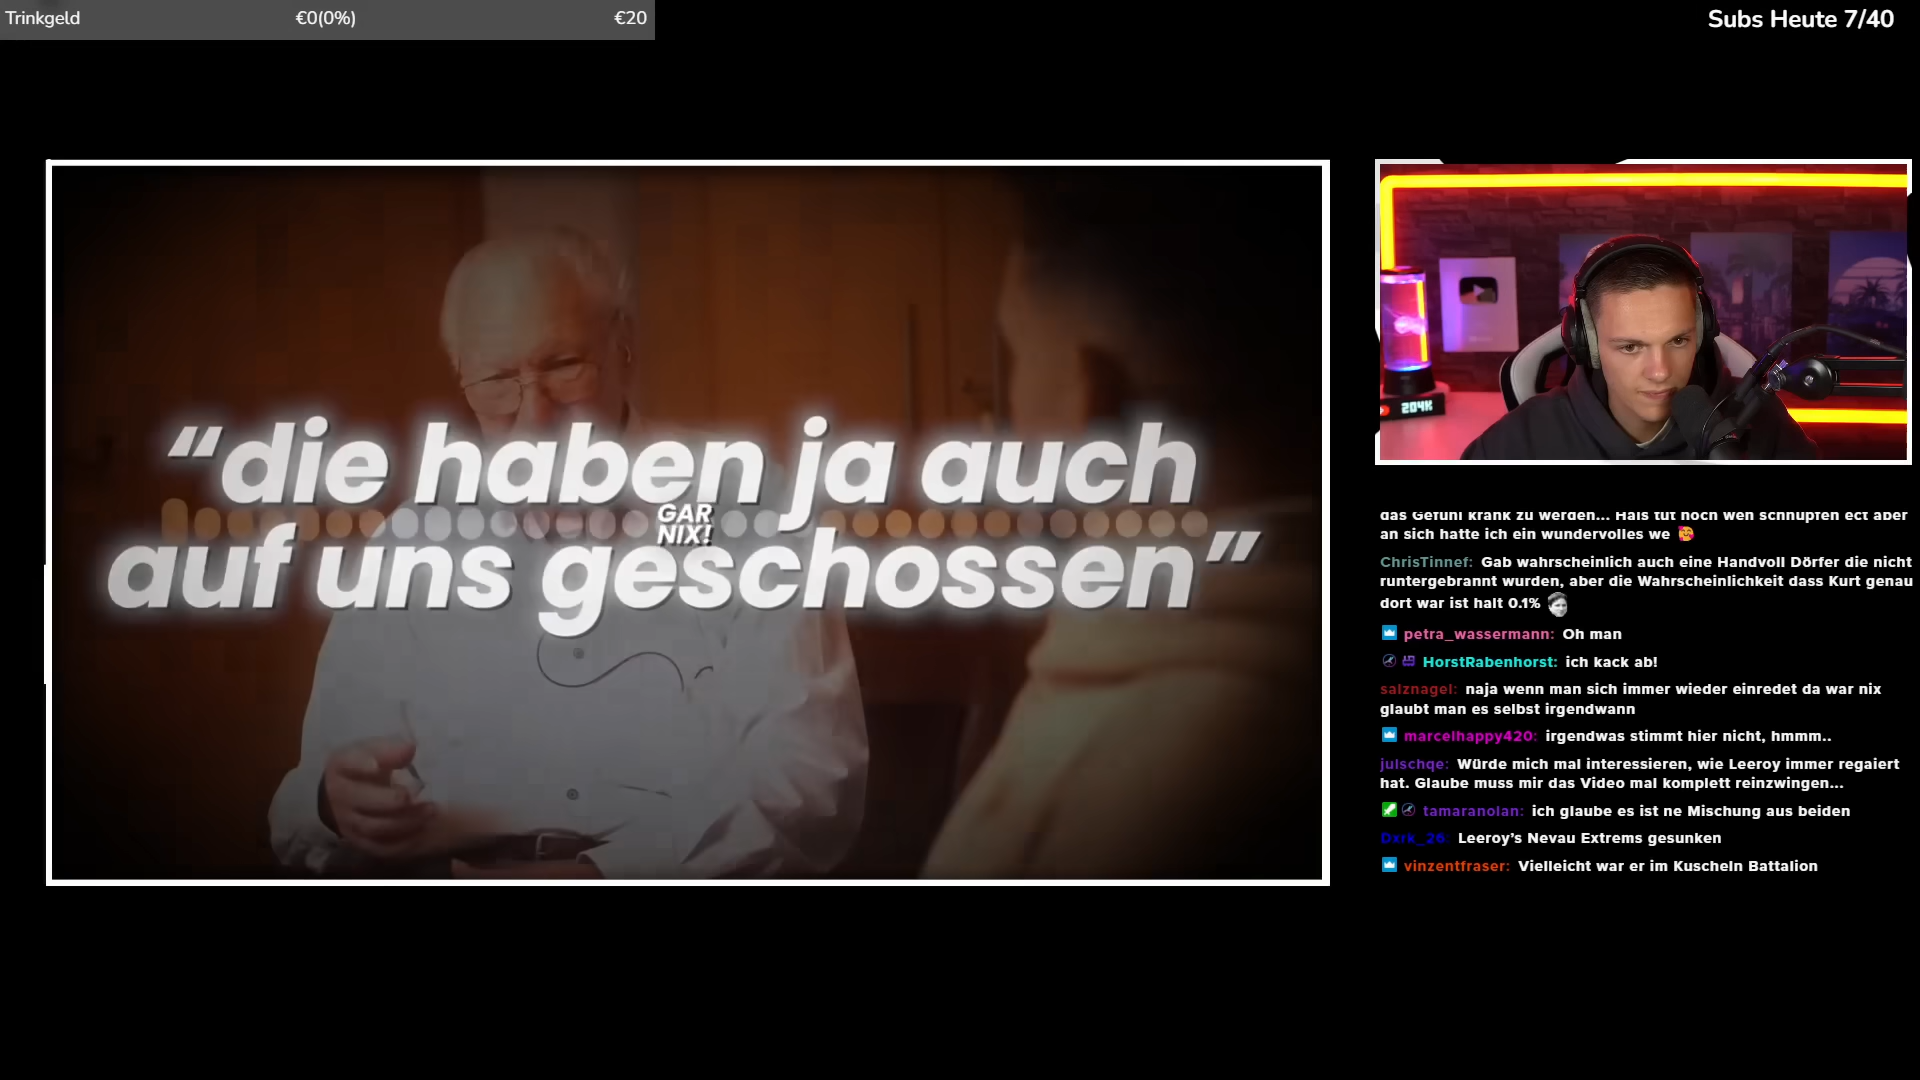 Trinkgeld €0(0%) €20
Subs Heute 7/40
“die haben ja auch
GAR
NIX!
auf uns geschossen”
204K
das Gefühl krank zu werden... Hals tut noch weh schnupfen ect aber
an sich hatte ich ein wundervolles we
ChrisTinnef: Gab wahrscheinlich auch eine Handvoll Dörfer die nicht
runtergebrannt wurden, aber die Wahrscheinlichkeit dass Kurt genau
dort war ist halt 0.1%
petra_wassermann: Oh man
HorstRabenhorst: ich kack ab!
salznagel: naja wenn man sich immer wieder einredet da war nix
glaubt man es selbst irgendwann
marcelhappy420: irgendwas stimmt hier nicht, hmmm..
julschqe: Würde mich mal interessieren, wie Leeroy immer regaiert
hat. Glaube muss mir das Video mal komplett reinzwingen...
tamaranolan: ich glaube es ist ne Mischung aus beiden
Dxrk_26: Leeroy’s Nevau Extrems gesunken
vinzentfraser: Vielleicht war er im Kuscheln Battalion